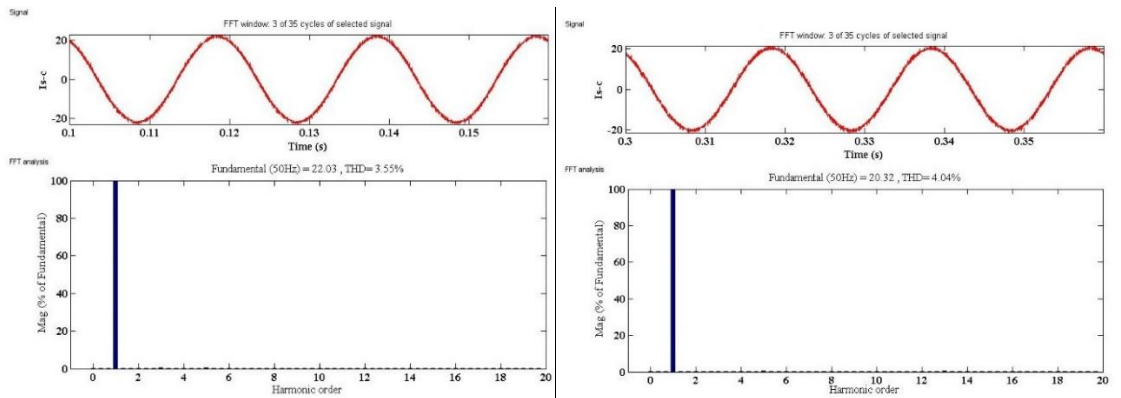 Signal
FFT window: 3 of 35 cycles of selected signal
20
0
-20
Is-c
0.1 0.11 0.12 0.13 0.14 0.15
Time (s)
FFT analysis
Fundamental (50Hz) = 22.03 , THD= 3.55%
100
80
60
40
20
0
Mag (% of Fundamental)
0 2 4 6 8 10 12 14 16 18 20
Harmonic order
Signal
FFT window: 3 of 35 cycles of selected signal
20
0
-20
Is-c
0.3 0.31 0.32 0.33 0.34 0.35
Time (s)
FFT analysis
Fundamental (50Hz) = 20.32 , THD= 4.04%
100
80
60
40
20
0
Mag (% of Fundamental)
0 2 4 6 8 10 12 14 16 18 20
Harmonic order